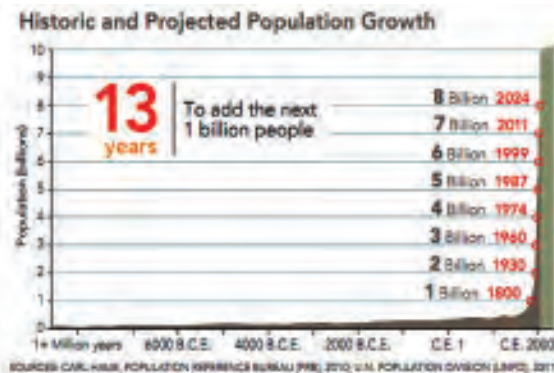 Historic and Projected Population Growth
10
9
8
7
6
5
4
3
2
1
0
Population (billions)
13
years
To add the next
1 billion people
8 Billion 2024
7 Billion 2011
6 Billion 1999
5 Billion 1987
4 Billion 1974
3 Billion 1960
2 Billion 1930
1 Billion 1800
1+ Million years 6000 B.C.E. 4000 B.C.E. 2000 B.C.E. C.E. 1 C.E. 2000
SOURCES: CARL HAUB, POPULATION REFERENCE BUREAU (PRB), 2010; U.N. POPULATION DIVISION (UNPD),